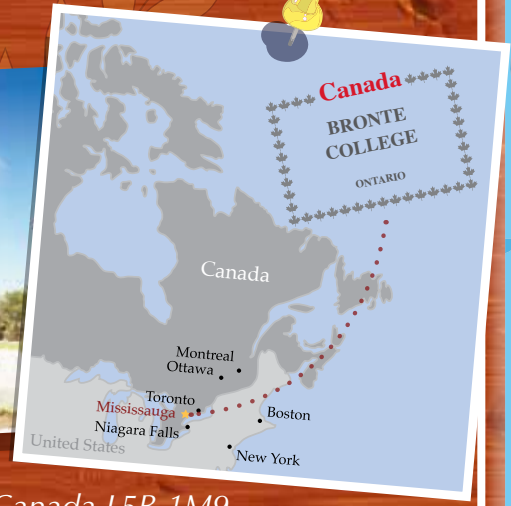 Canada
BRONTE
COLLEGE
ONTARIO
Canada
Montreal
Ottawa
Toronto
Mississauga
Niagara Falls
Boston
United States
New York
Canada L5B 1M9